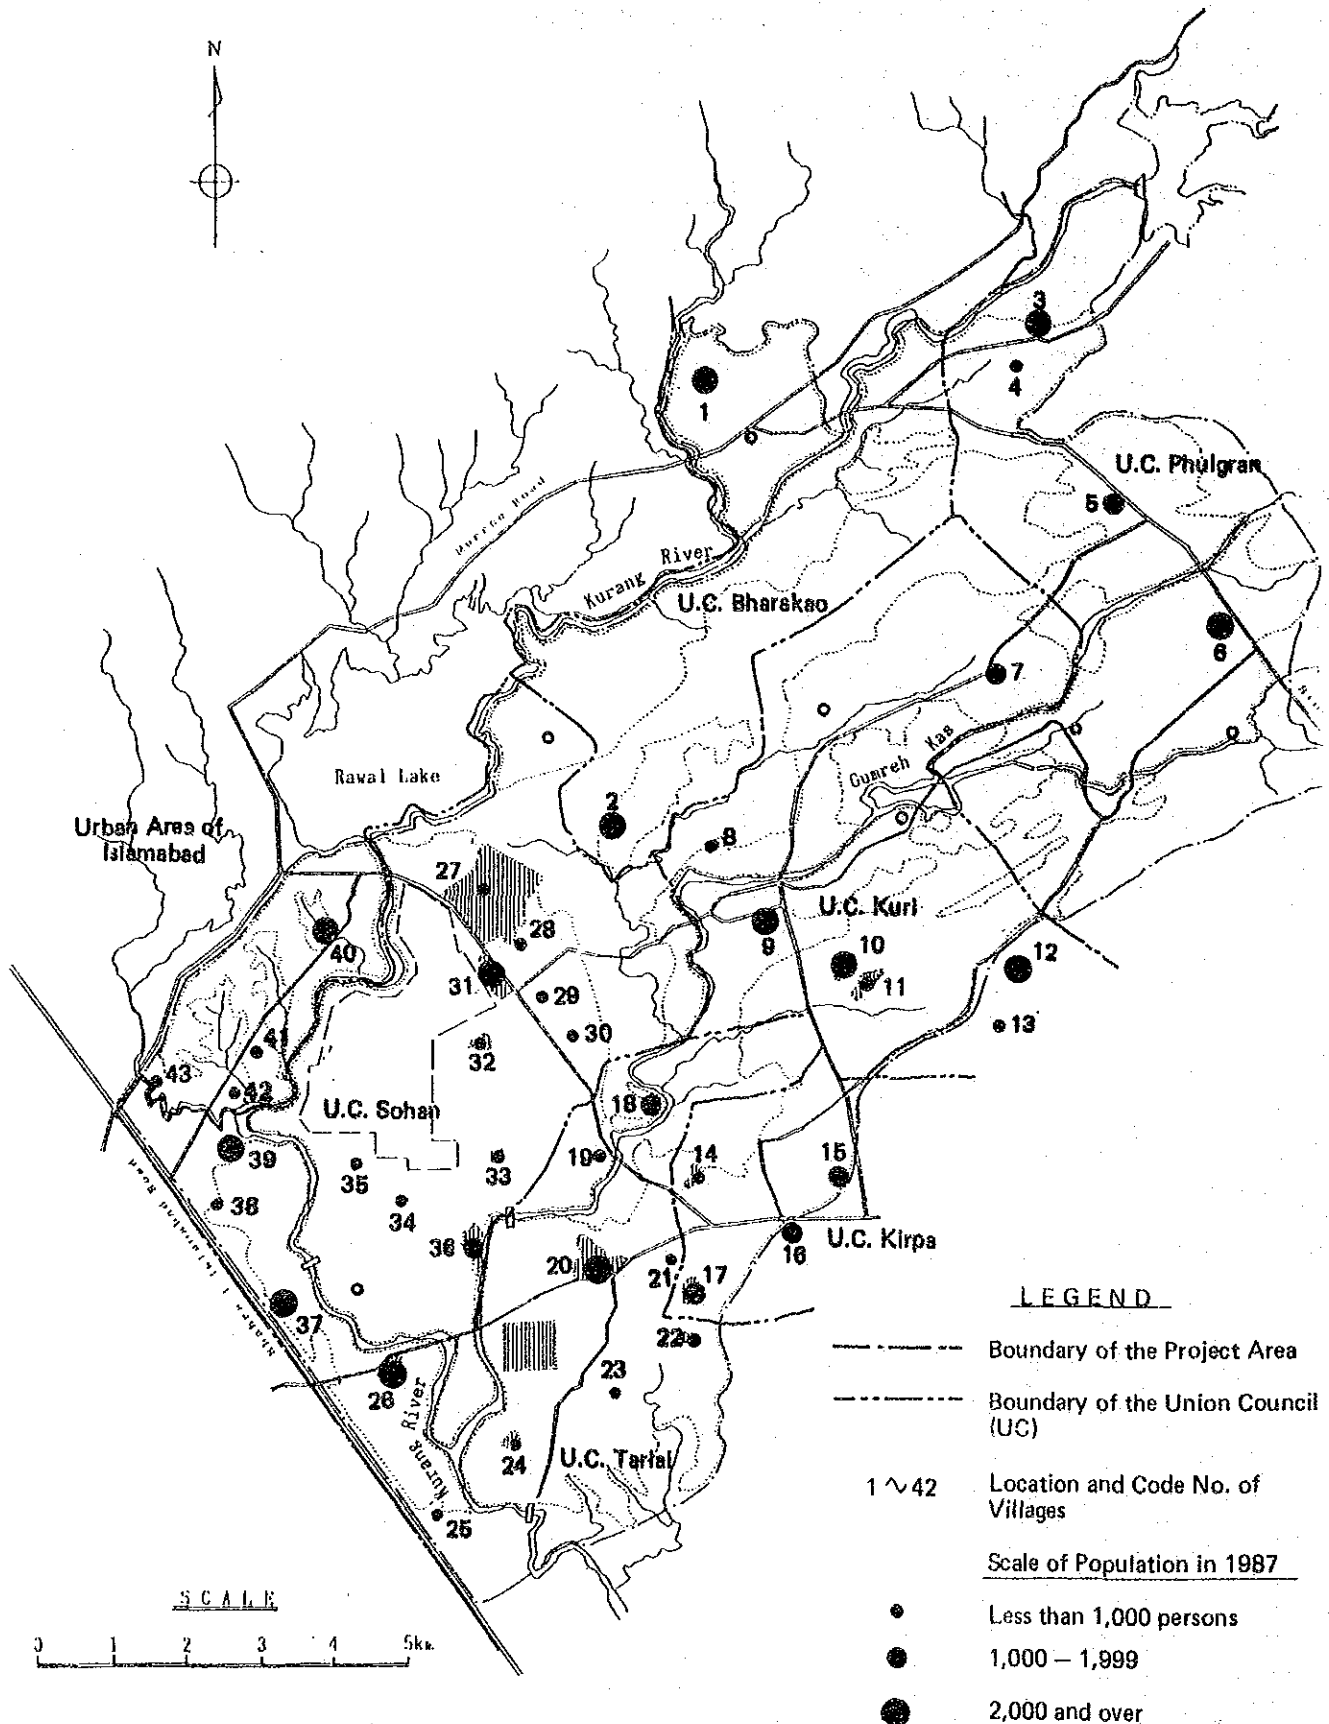 N
3
4
1
U.C. Phulgran
5
Murree Road
Kurang River
U.C. Bharakao
6
7
Gumreh Kas
Rawal Lake
2
Urban Area of
Islamabad
8
27
U.C. Kuri
28
9
10
12
40
31
11
29
13
30
41
32
43
42
18
U.C. Sohan
39
19
14
15
33
35
38
34
36
16
U.C. Kirpa
20
21
17
37
22
23
26
Kurang River
24
U.C. Tarlai
25
LEGEND
Boundary of the Project Area
Boundary of the Union Council
(UC)
1 ∿ 42
Location and Code No. of
Villages
Scale of Population in 1987
Less than 1,000 persons
1,000 – 1,999
2,000 and over
SCALE
0 1 2 3 4 5km.